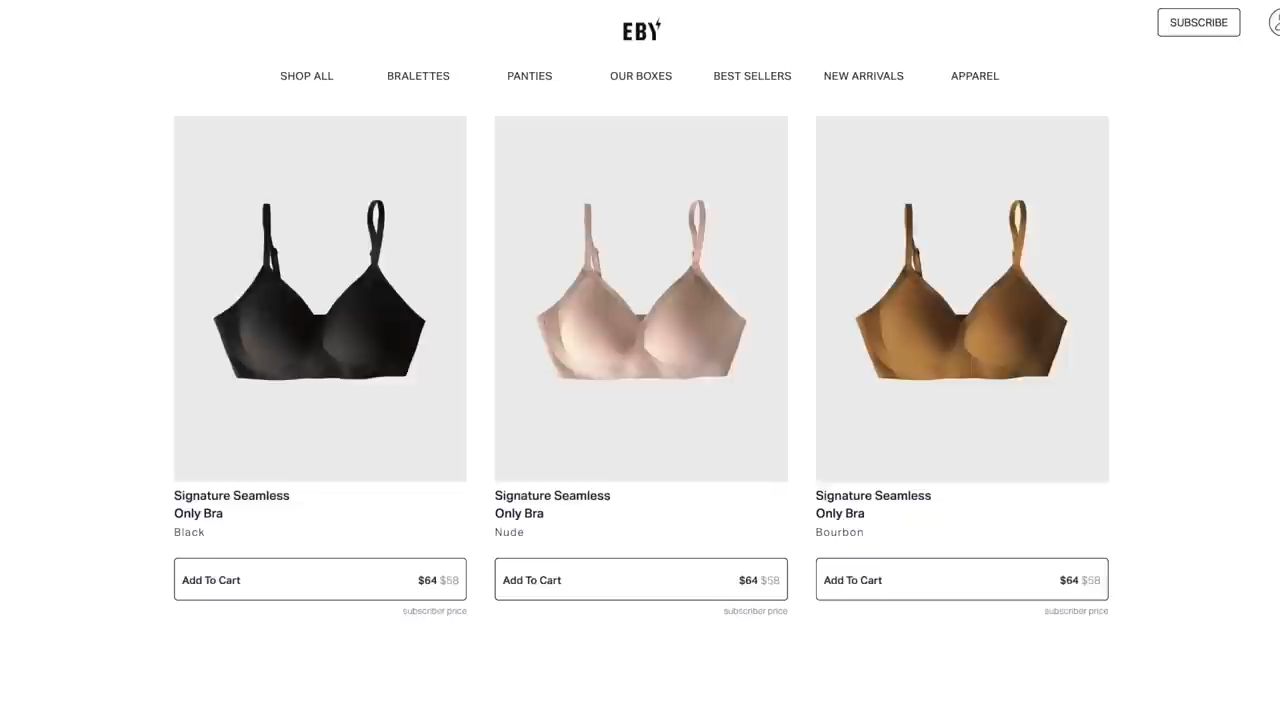 EBY
SUBSCRIBE
SHOP ALL BRALETTES PANTIES OUR BOXES BEST SELLERS NEW ARRIVALS APPAREL
Signature Seamless
Only Bra
Black
Add To Cart $64 $58
subscriber price
Signature Seamless
Only Bra
Nude
Add To Cart $64 $58
subscriber price
Signature Seamless
Only Bra
Bourbon
Add To Cart $64 $58
subscriber price